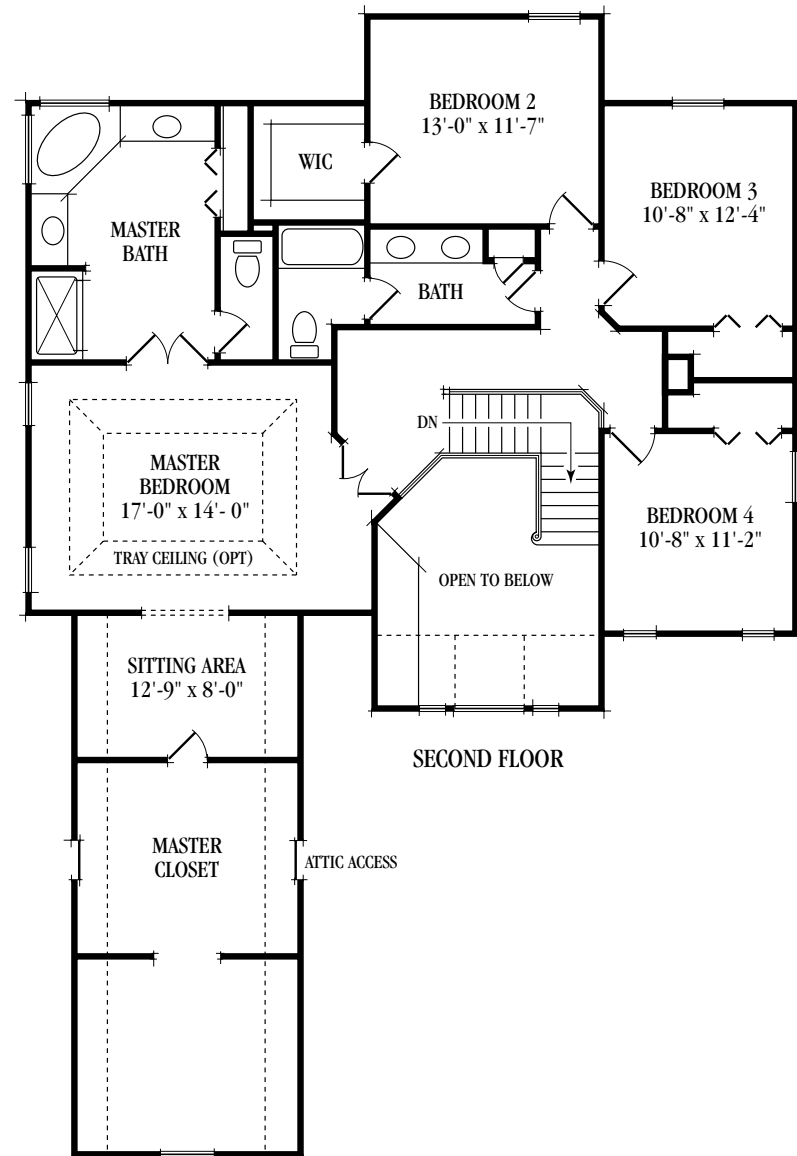 BEDROOM 2
13'-0" x 11'-7"
WIC
BEDROOM 3
10'-8" x 12'-4"
MASTER
BATH
BATH
DN
MASTER
BEDROOM
17'-0" x 14'- 0"
TRAY CEILING (OPT)
BEDROOM 4
10'-8" x 11'-2"
OPEN TO BELOW
SITTING AREA
12'-9" x 8'-0"
SECOND FLOOR
MASTER
CLOSET
ATTIC ACCESS